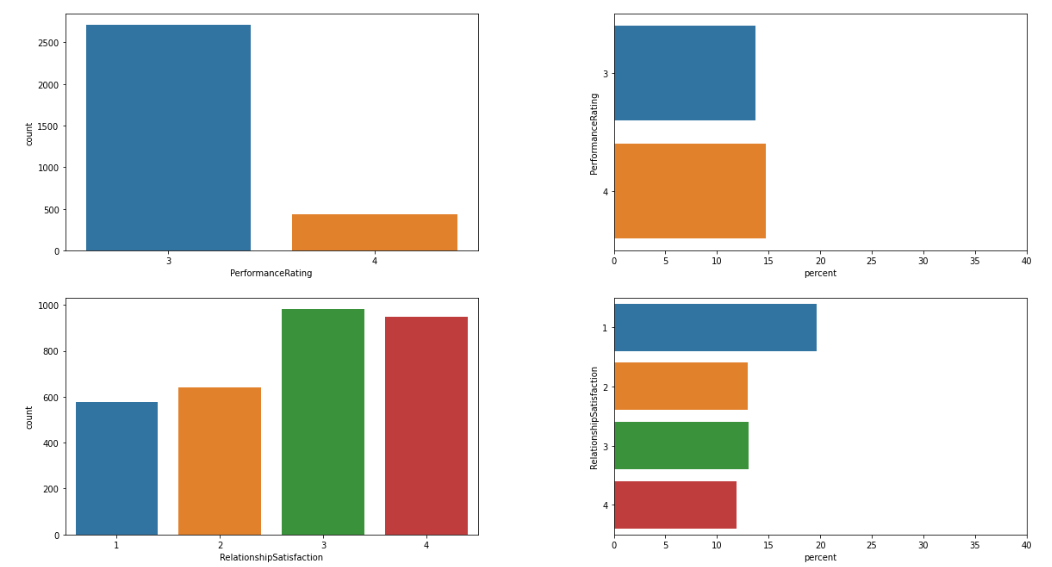 2500
2000
1500
1000
500
0
count
3 4
PerformanceRating
3
4
PerformanceRating
0 5 10 15 20 25 30 35 40
percent
1000
800
600
400
200
0
count
1 2 3 4
RelationshipSatisfaction
1
2
3
4
RelationshipSatisfaction
0 5 10 15 20 25 30 35 40
percent